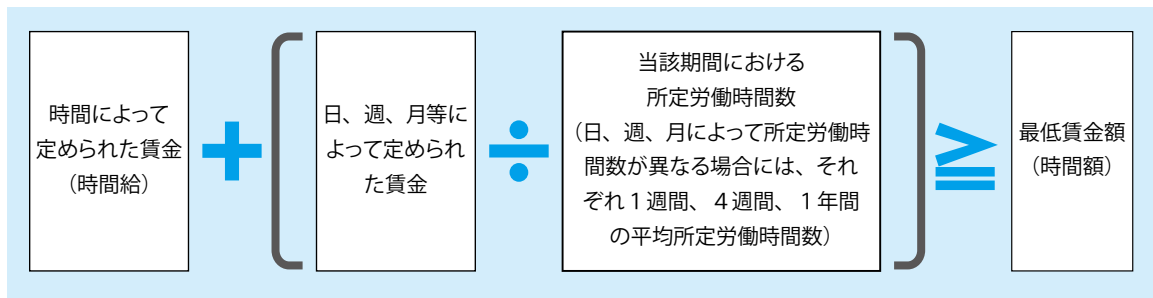 時間によって
定められた賃金
（時間給）
＋
日、週、月等に
よって定められ
た賃金
÷
当該期間における
所定労働時間数
（日、週、月によって所定労働時
間数が異なる場合には、それ
ぞれ１週間、４週間、１年間
の平均所定労働時間数）
≧
最低賃金額
（時間額）